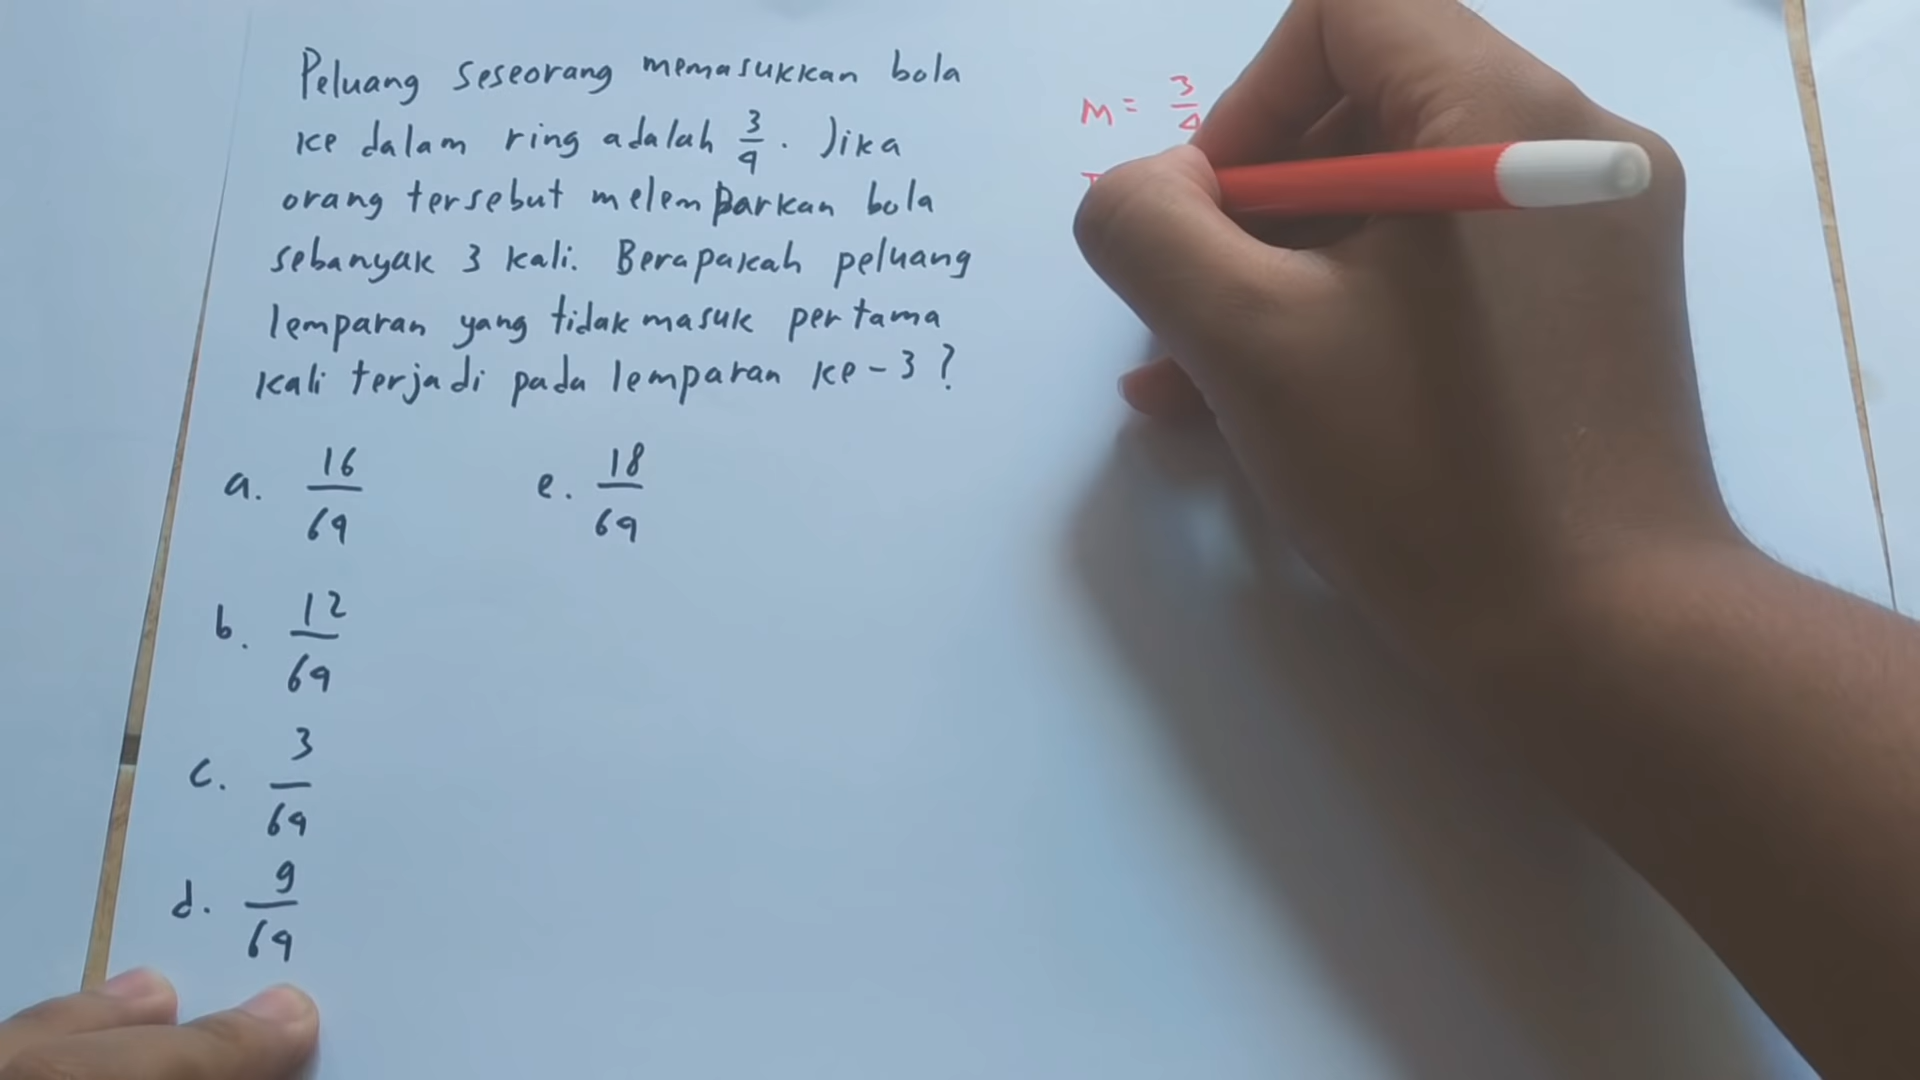 Peluang seseorang memasukkan bola
ke dalam ring adalah 3/4. Jika
orang tersebut melemparkan bola
sebanyak 3 kali. Berapakah peluang
lemparan yang tidak masuk pertama
kali terjadi pada lemparan ke-3?
a. 16/64
e. 18/64
b. 12/64
c. 3/64
d. 9/64
M = 3/4